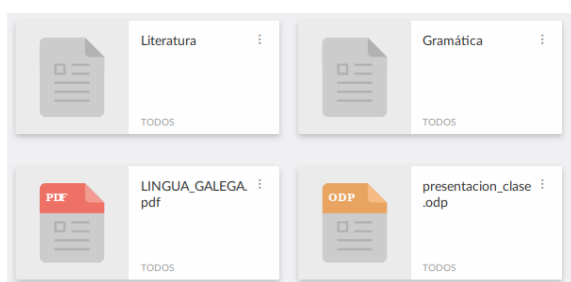 Literatura
TODOS
Gramática
TODOS
PDF
LINGUA_GALEGA.
pdf
TODOS
ODP
presentacion_clase
.odp
TODOS